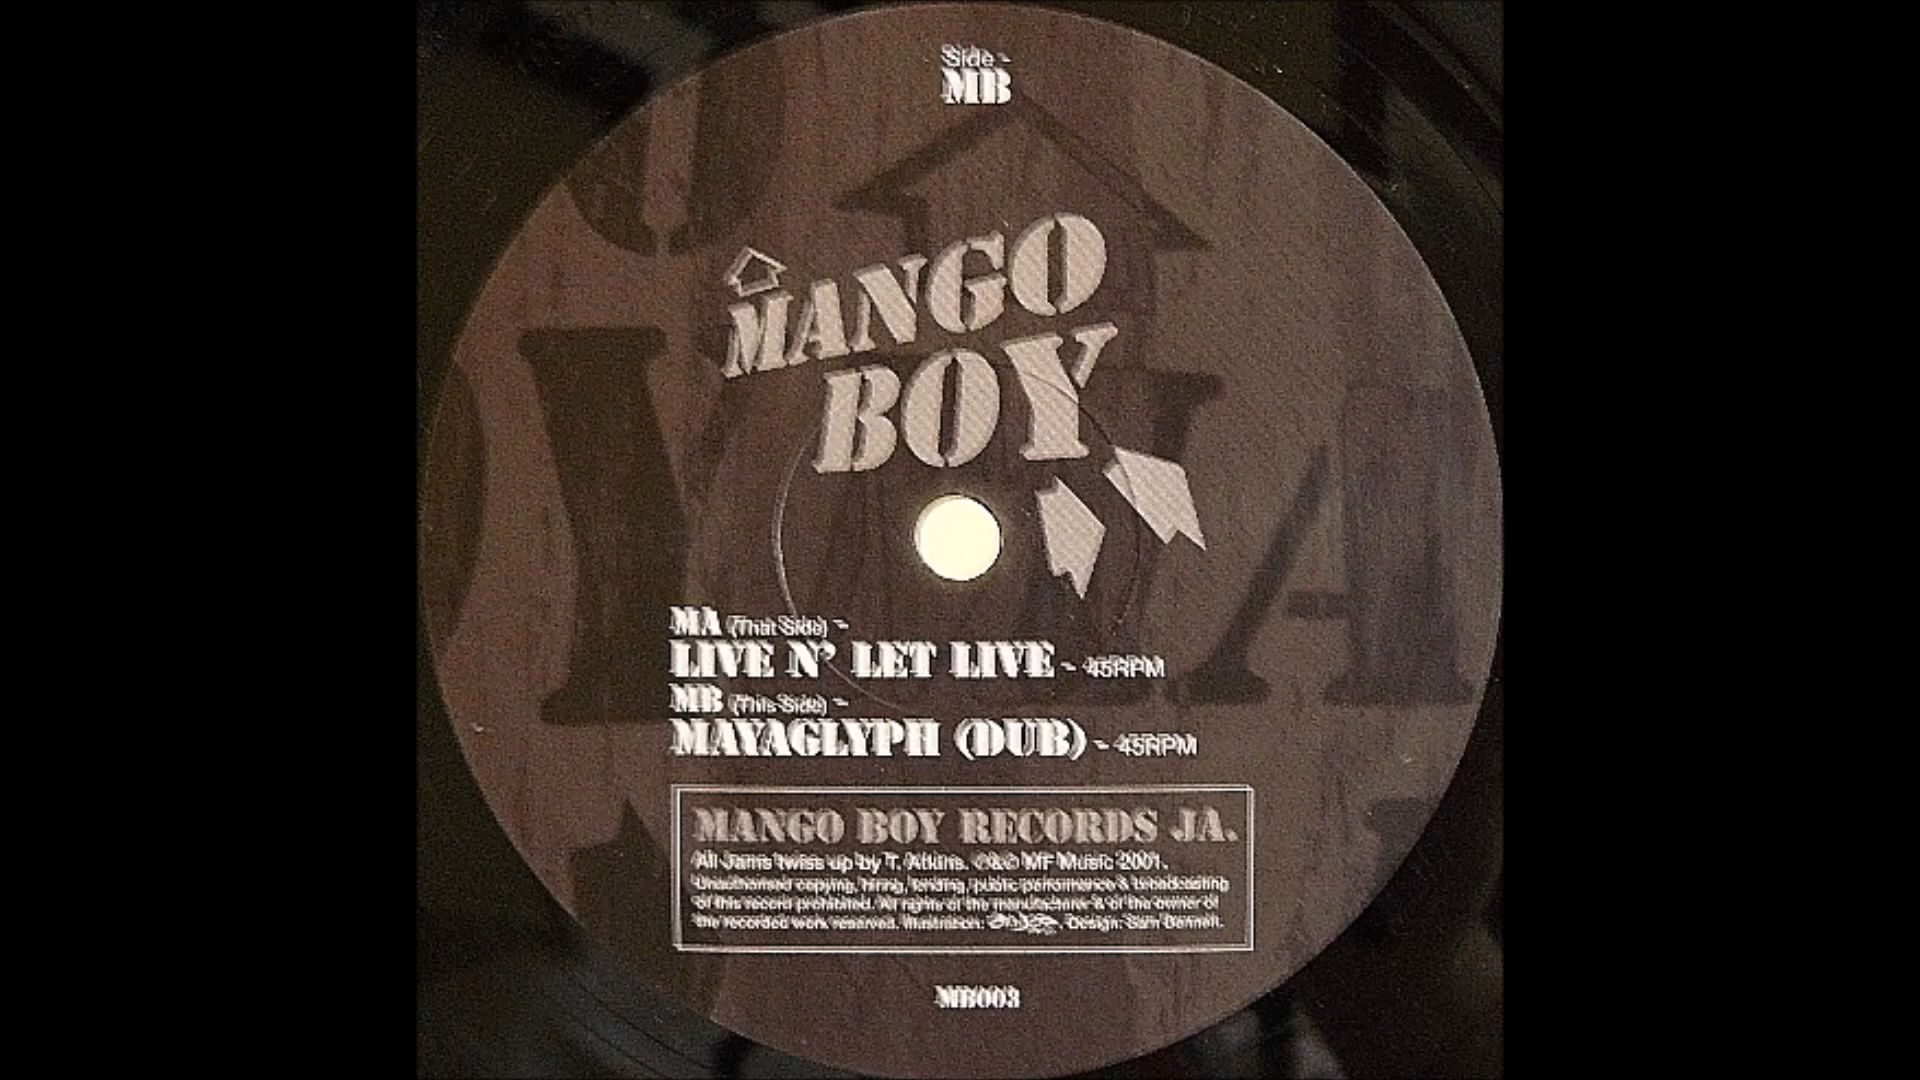 Side -
MB
MANGO
BOY
MA (That Side) -
LIVE N' LET LIVE - 45RPM
MB (This Side) -
MAYAGLYPH (DUB) - 45RPM
MANGO BOY RECORDS JA.
All Jams twiss up by T. Atkins. ℗&© MF Music 2001.
Unauthorised copying, hiring, lending, public performance & broadcasting
of this record prohibited. All rights of the manufacturer & of the owner of
the recorded work reserved. Illustration: . Design: Sam Bennett.
MB003